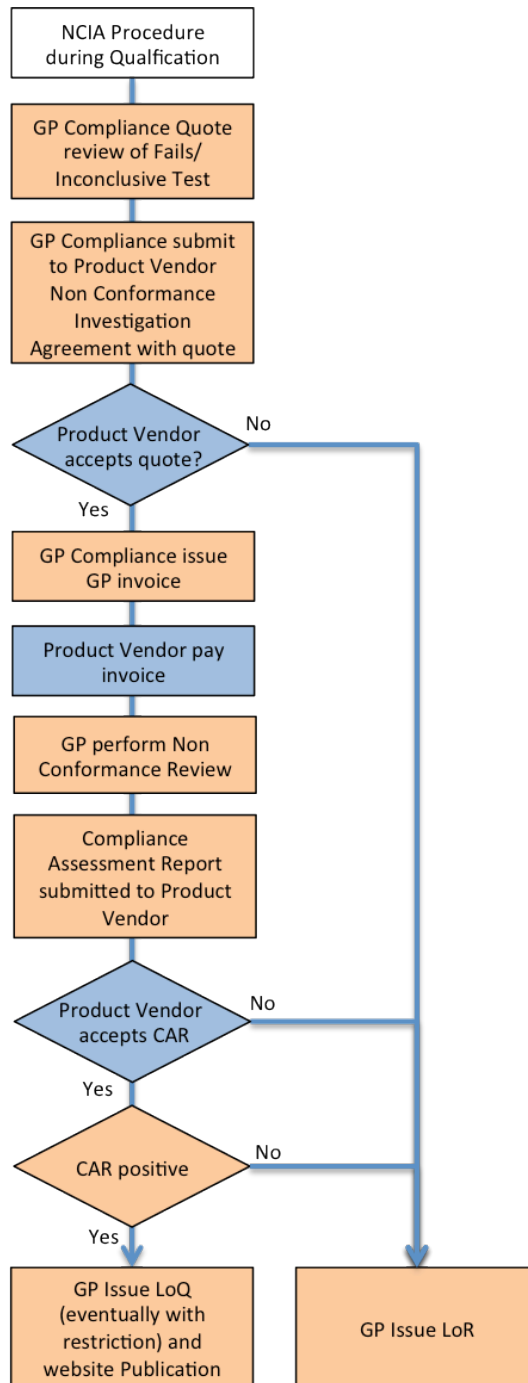 NCIA Procedure
during Qualfication
GP Compliance Quote
review of Fails/
Inconclusive Test
GP Compliance submit
to Product Vendor
Non Conformance
Investigation
Agreement with quote
Product Vendor
accepts quote?
No
Yes
GP Compliance issue
GP invoice
Product Vendor pay
invoice
GP perform Non
Conformance Review
Compliance
Assessment Report
submitted to Product
Vendor
Product Vendor
accepts CAR
No
Yes
CAR positive
No
Yes
GP Issue LoQ
(eventually with
restriction) and
website Publication
GP Issue LoR